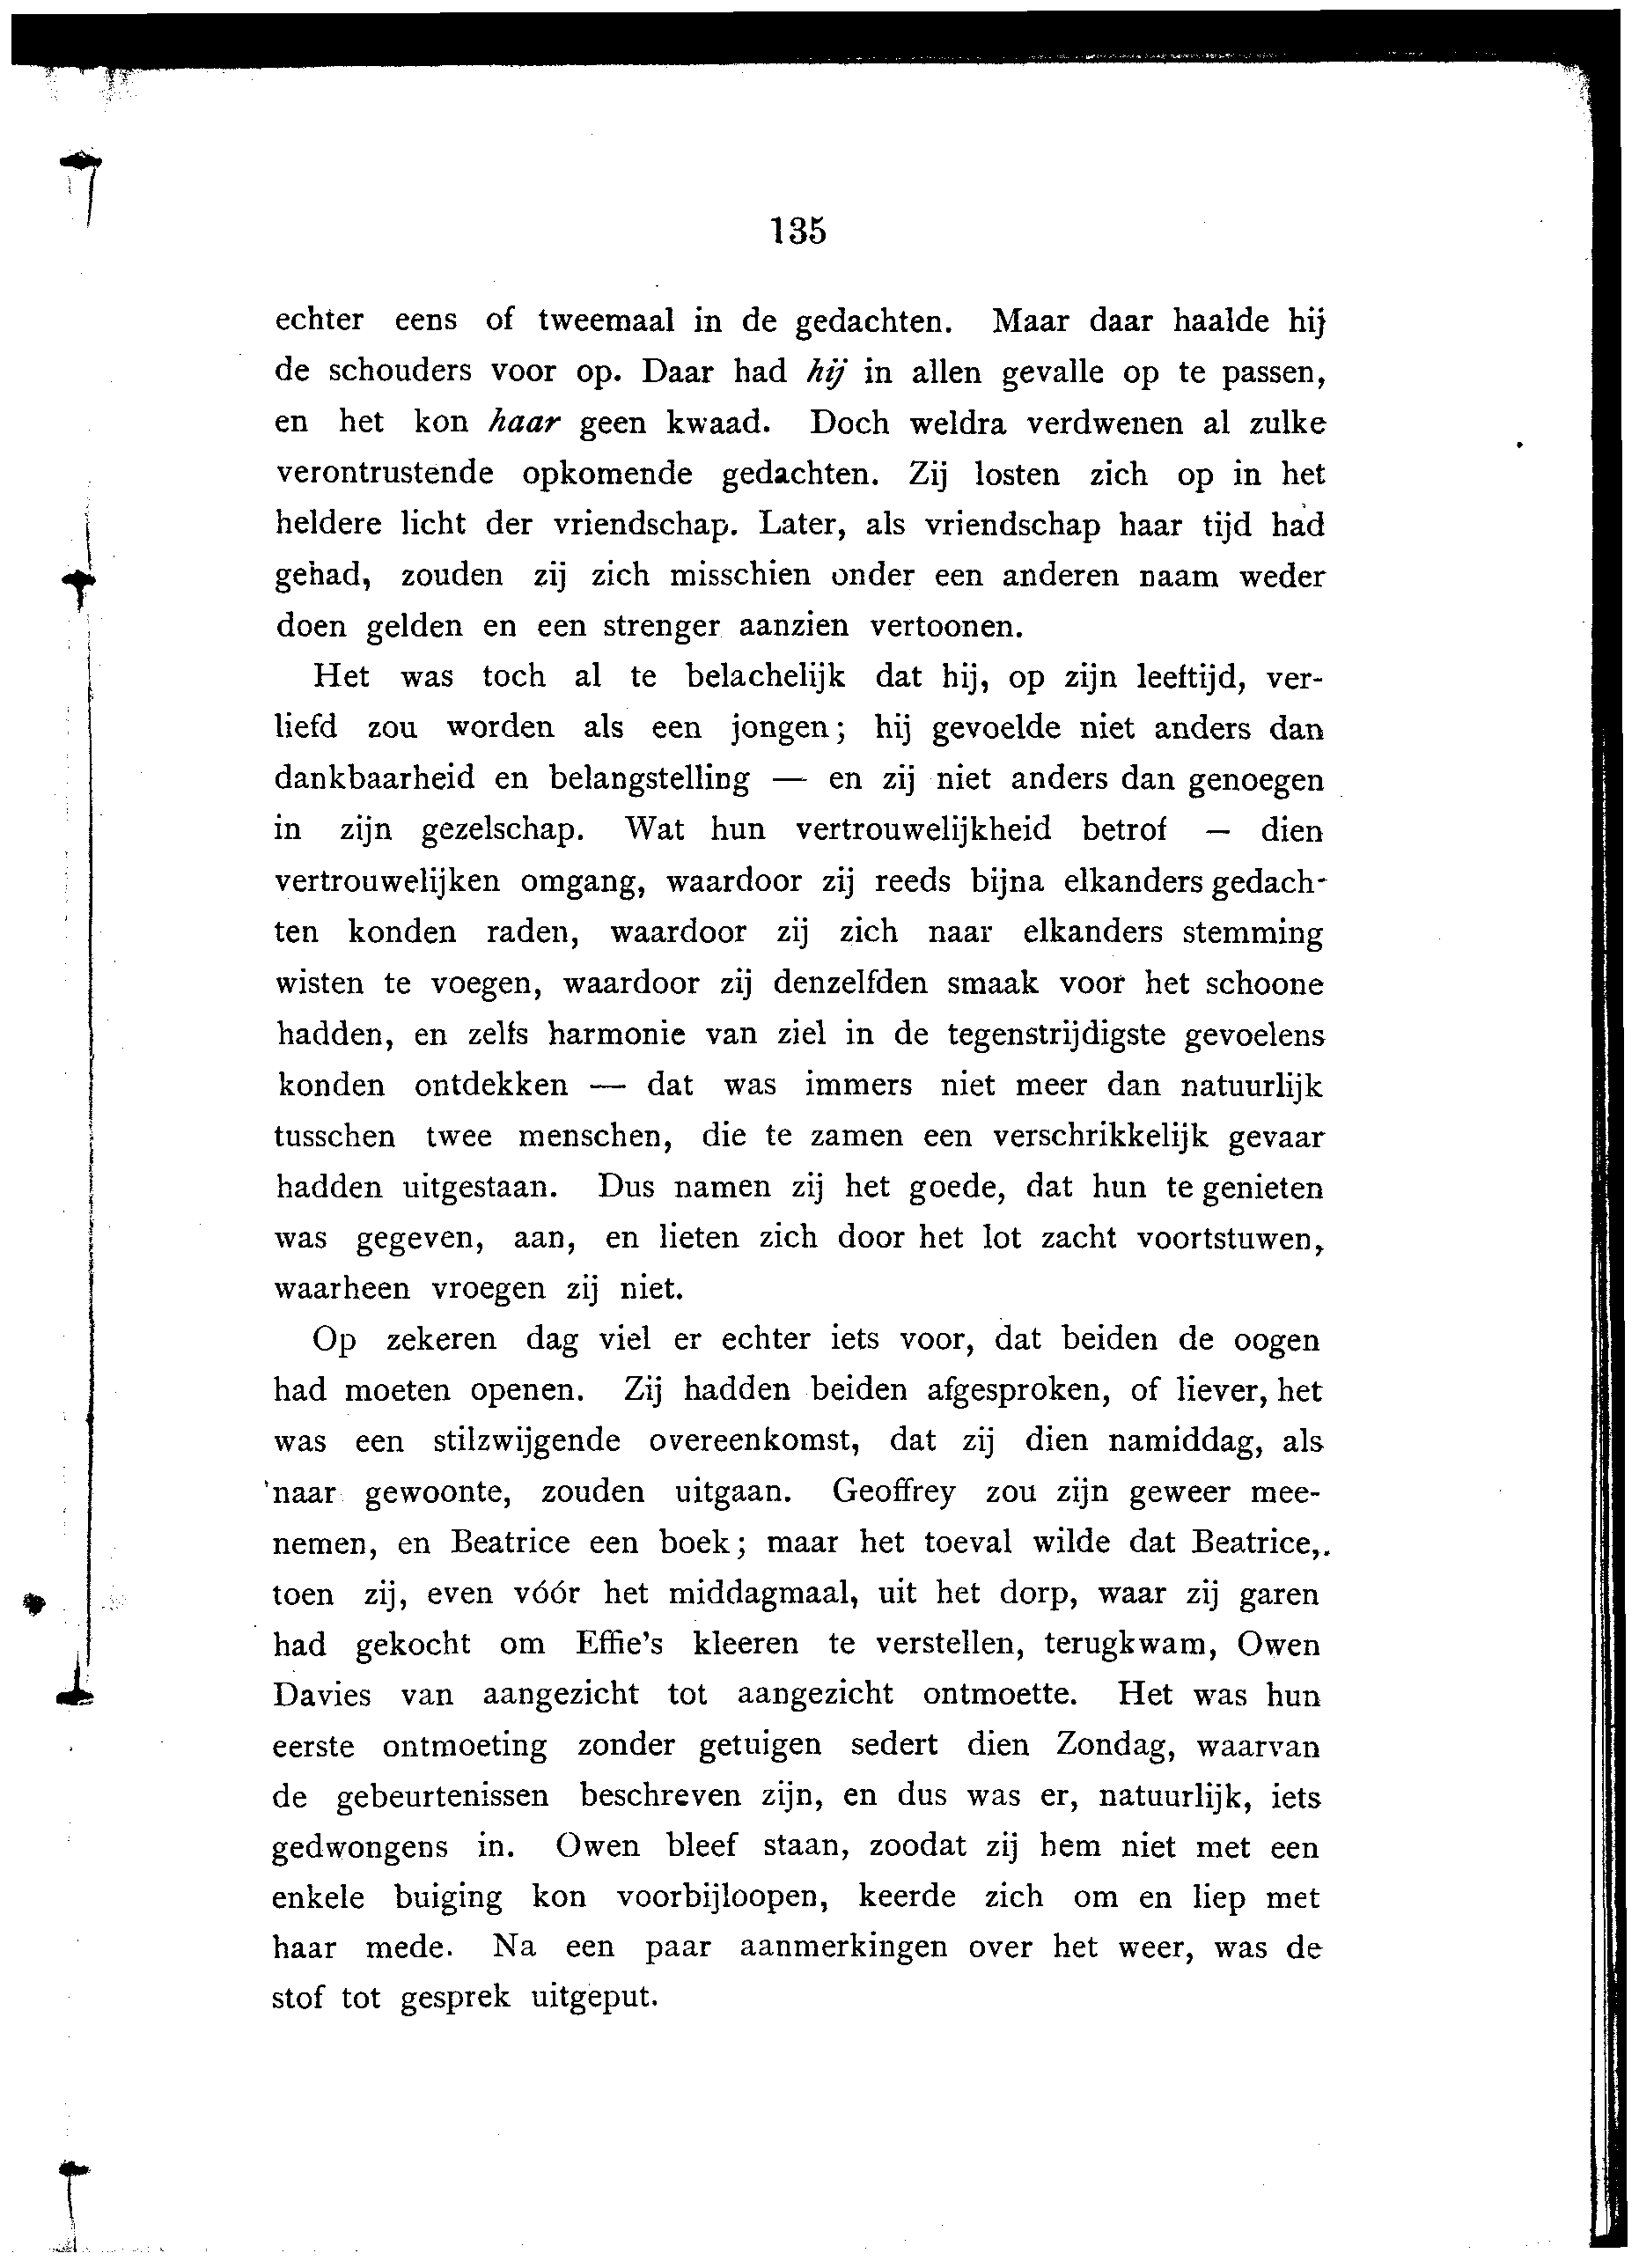 135
echter eens of tweemaal in de gedachten. Maar daar haalde hij
de schouders voor op. Daar had hij in allen gevalle op te passen,
en het kon haar geen kwaad. Doch weldra verdwenen al zulke
verontrustende opkomende gedachten. Zij losten zich op in het
heldere licht der vriendschap. Later, als vriendschap haar tijd had
gehad, zouden zij zich misschien onder een anderen naam weder
doen gelden en een strenger aanzien vertoonen.
Het was toch al te belachelijk dat hij, op zijn leeftijd, ver-
liefd zou worden als een jongen; hij gevoelde niet anders dan
dankbaarheid en belangstelling — en zij niet anders dan genoegen
in zijn gezelschap. Wat hun vertrouwelijkheid betrof — dien
vertrouwelijken omgang, waardoor zij reeds bijna elkanders gedach-
ten konden raden, waardoor zij zich naar elkanders stemming
wisten te voegen, waardoor zij denzelfden smaak voor het schoone
hadden, en zelfs harmonie van ziel in de tegenstrijdigste gevoelens
konden ontdekken — dat was immers niet meer dan natuurlijk
tusschen twee menschen, die te zamen een verschrikkelijk gevaar
hadden uitgestaan. Dus namen zij het goede, dat hun te genieten
was gegeven, aan, en lieten zich door het lot zacht voortstuwen,
waarheen vroegen zij niet.
Op zekeren dag viel er echter iets voor, dat beiden de oogen
had moeten openen. Zij hadden beiden afgesproken, of liever, het
was een stilzwijgende overeenkomst, dat zij dien namiddag, als
naar gewoonte, zouden uitgaan. Geoffrey zou zijn geweer mee-
nemen, en Beatrice een boek; maar het toeval wilde dat Beatrice,
toen zij, even vóór het middagmaal, uit het dorp, waar zij garen
had gekocht om Effie's kleeren te verstellen, terugkwam, Owen
Davies van aangezicht tot aangezicht ontmoette. Het was hun
eerste ontmoeting zonder getuigen sedert dien Zondag, waarvan
de gebeurtenissen beschreven zijn, en dus was er, natuurlijk, iets
gedwongens in. Owen bleef staan, zoodat zij hem niet met een
enkele buiging kon voorbijloopen, keerde zich om en liep met
haar mede. Na een paar aanmerkingen over het weer, was de
stof tot gesprek uitgeput.